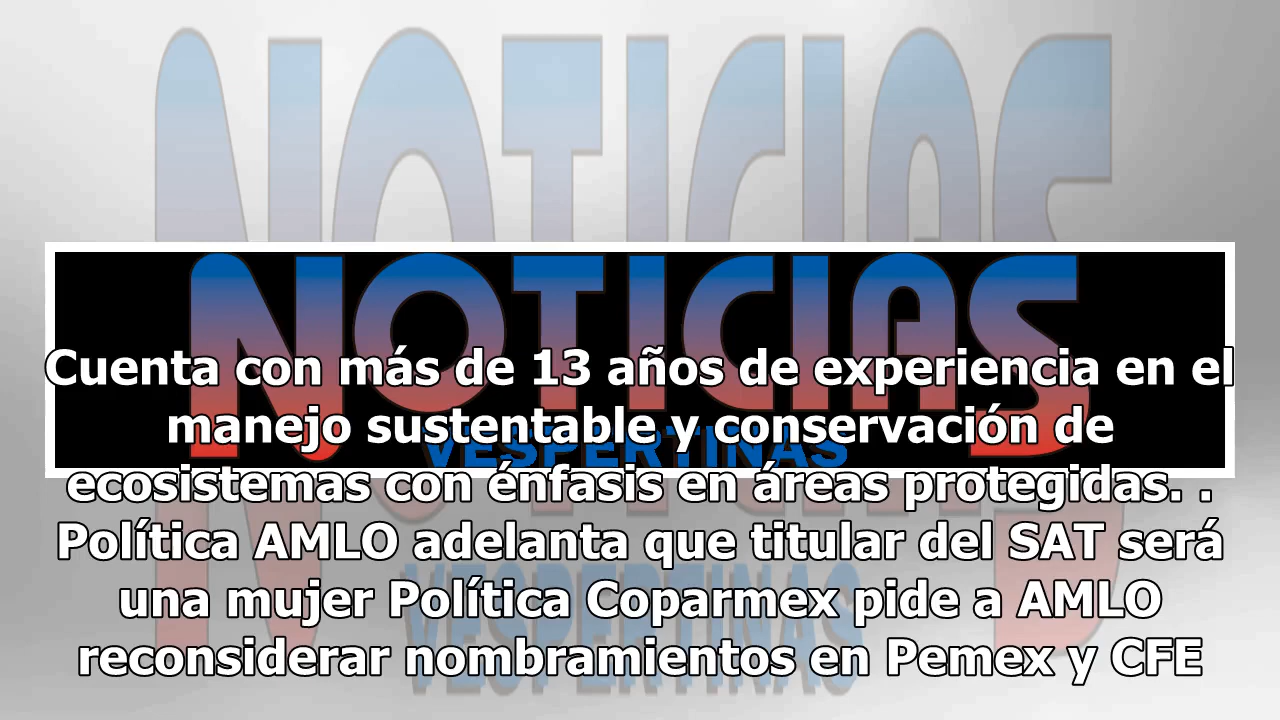 NOTICIAS
NOTICIAS
VESPERTINAS
Cuenta con más de 13 años de experiencia en el
manejo sustentable y conservación de
ecosistemas con énfasis en áreas protegidas. .
Política AMLO adelanta que titular del SAT será
una mujer Política Coparmex pide a AMLO
reconsiderar nombramientos en Pemex y CFE
VESPERTINAS